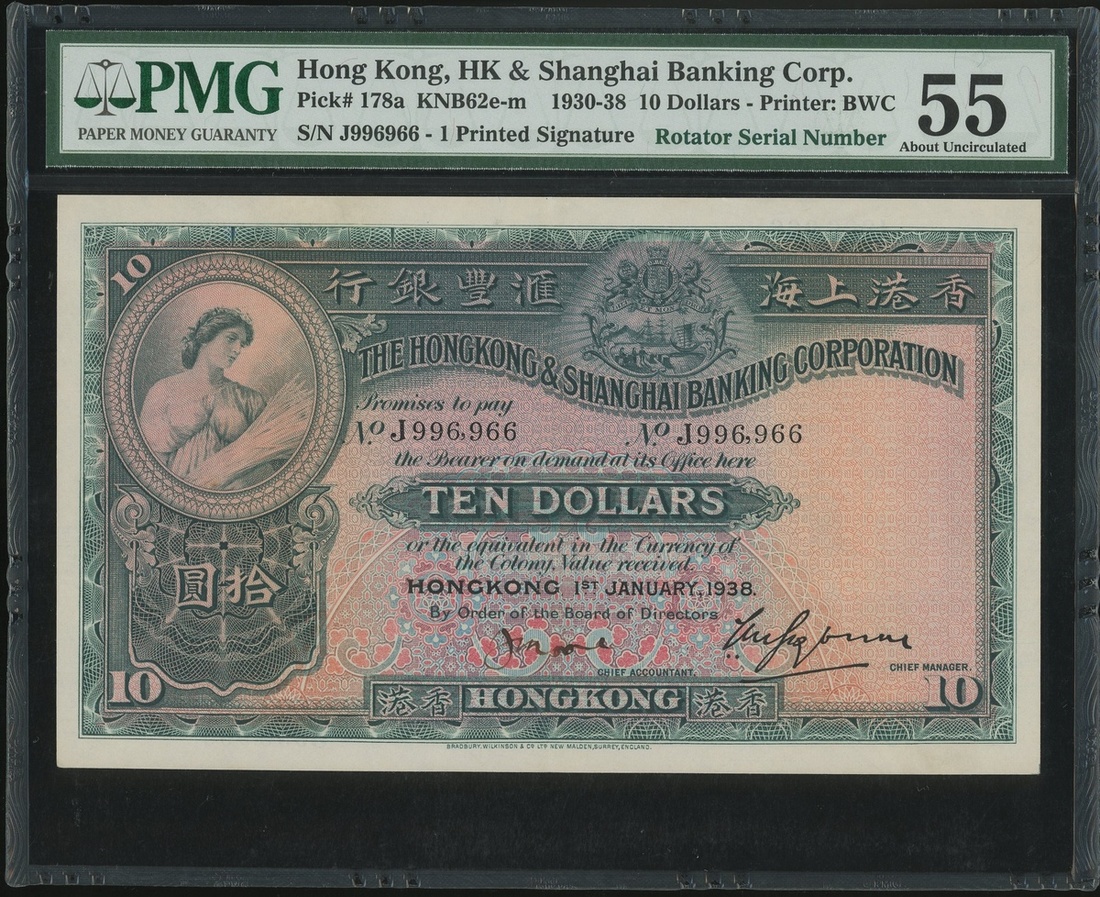 PMG
PAPER MONEY GUARANTY
Hong Kong, HK & Shanghai Banking Corp.
Pick# 178a KNB62e-m 1930-38 10 Dollars - Printer: BWC
S/N J996966 - 1 Printed Signature Rotator Serial Number
55
About Uncirculated
10
行銀豐滙 海上港香
THE HONGKONG & SHANGHAI BANKING CORPORATION
Promises to pay
No J996,966 No J996,966
the Bearer on demand at its Office here
TEN DOLLARS
or the equivalent in the Currency of
the Colony. Value received.
圓拾
HONGKONG 1ST JANUARY, 1938.
By Order of the Board of Directors
CHIEF ACCOUNTANT. CHIEF MANAGER.
10 港香 HONGKONG 港香 10
BRADBURY, WILKINSON & Co LTD NEW MALDEN, SURREY, ENGLAND.